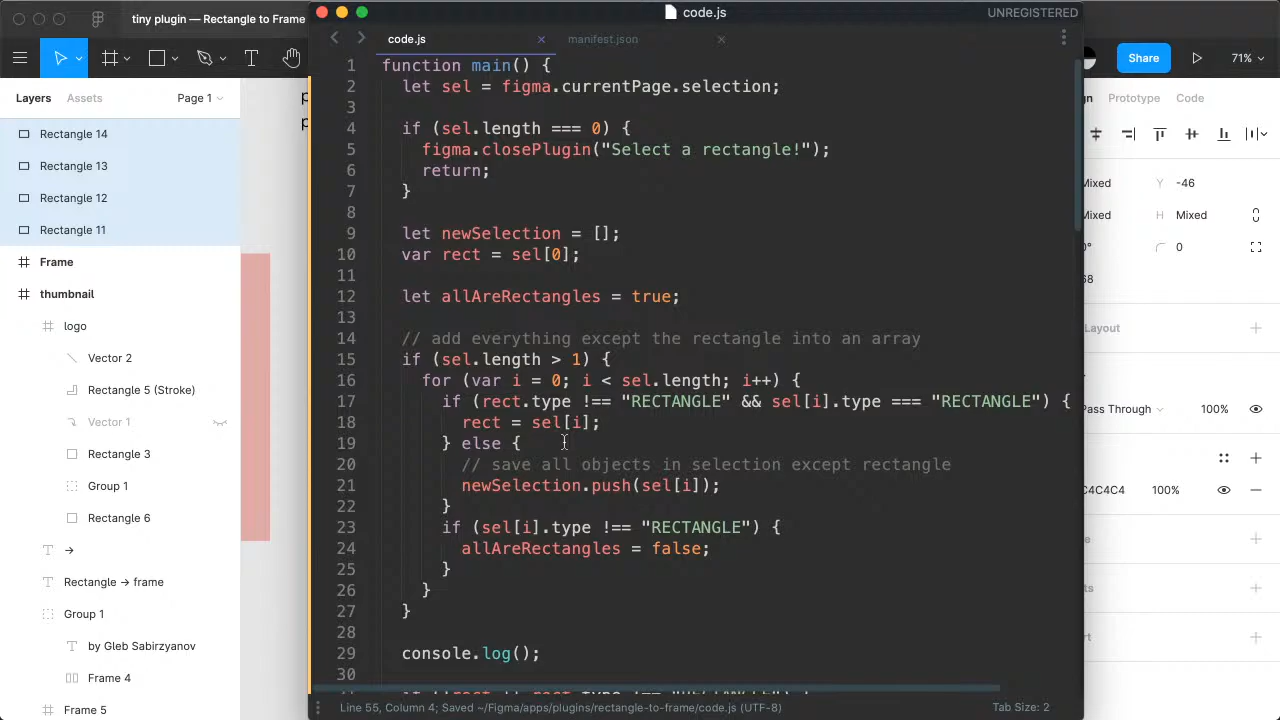 tiny plugin — Rectangle to Frame
code.js
UNREGISTERED
code.js
manifest.json
Share
71%
Layers
Assets
Page 1
Prototype
Code
Rectangle 14
Rectangle 13
Rectangle 12
Rectangle 11
Frame
thumbnail
logo
Vector 2
Rectangle 5 (Stroke)
Vector 1
Rectangle 3
Group 1
Rectangle 6
→
Rectangle → frame
Group 1
by Gleb Sabirzyanov
Frame 4
Frame 5
1 function main() {
2 let sel = figma.currentPage.selection;
3
4 if (sel.length === 0) {
5 figma.closePlugin("Select a rectangle!");
6 return;
7 }
8
9 let newSelection = [];
10 var rect = sel[0];
11
12 let allAreRectangles = true;
13
14 // add everything except the rectangle into an array
15 if (sel.length > 1) {
16 for (var i = 0; i < sel.length; i++) {
17 if (rect.type !== "RECTANGLE" && sel[i].type === "RECTANGLE") {
18 rect = sel[i];
19 } else {
20 // save all objects in selection except rectangle
21 newSelection.push(sel[i]);
22 }
23 if (sel[i].type !== "RECTANGLE") {
24 allAreRectangles = false;
25 }
26 }
27 }
28
29 console.log();
30
Line 55, Column 4; Saved ~/Figma/apps/plugins/rectangle-to-frame/code.js (UTF-8)
Tab Size: 2
Mixed
Y -46
Mixed
H Mixed
0°
0
68
Layout
Pass Through
100%
C4C4C4
100%